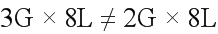 3G × 8L ≠ 2G × 8L